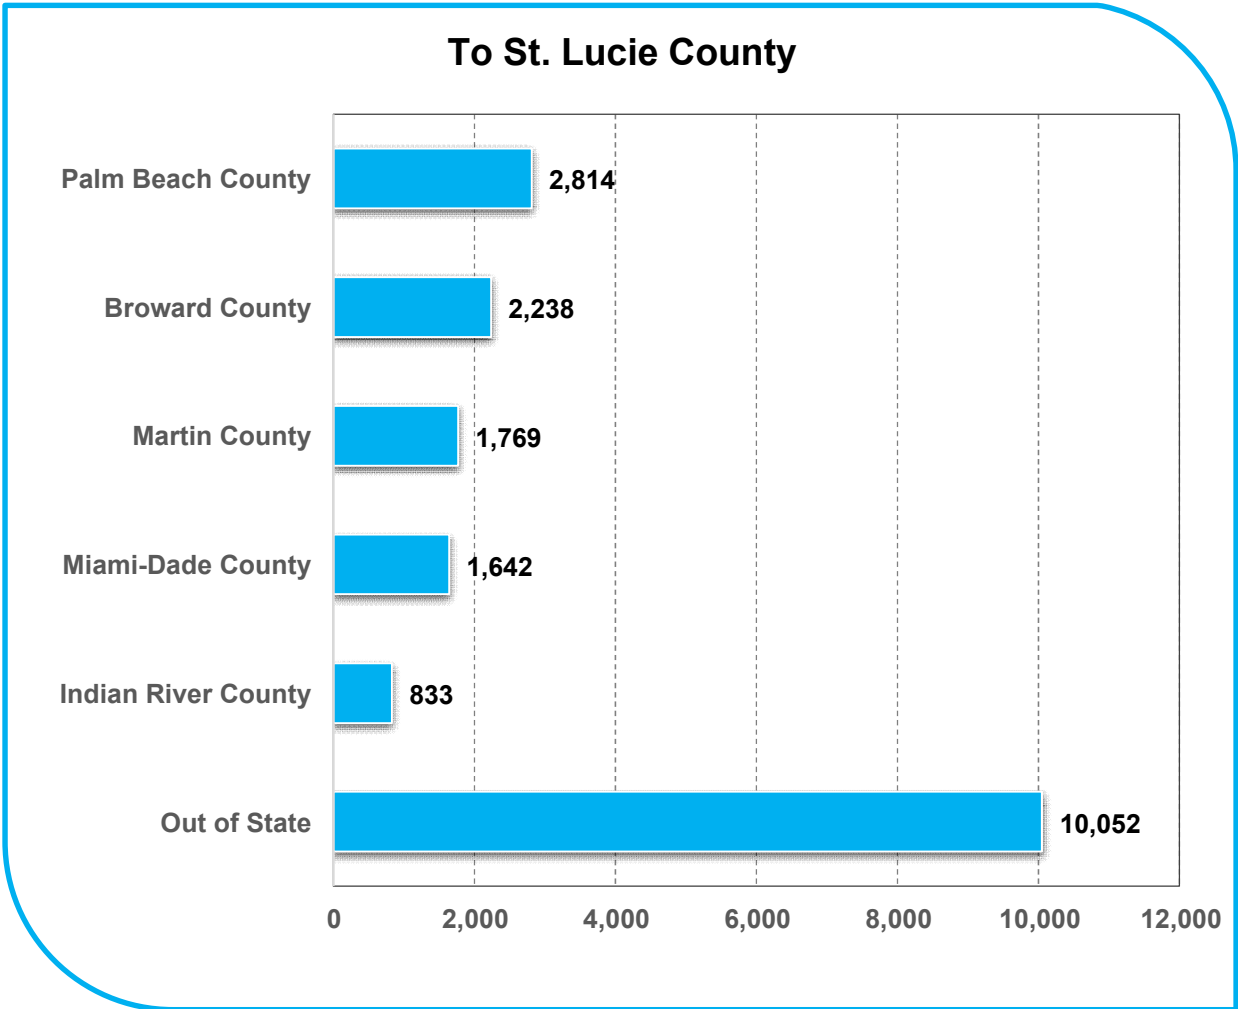 To St. Lucie County
Palm Beach County
2,814
Broward County
2,238
Martin County
1,769
Miami-Dade County
1,642
Indian River County
833
Out of State
10,052
0 2,000 4,000 6,000 8,000 10,000 12,000